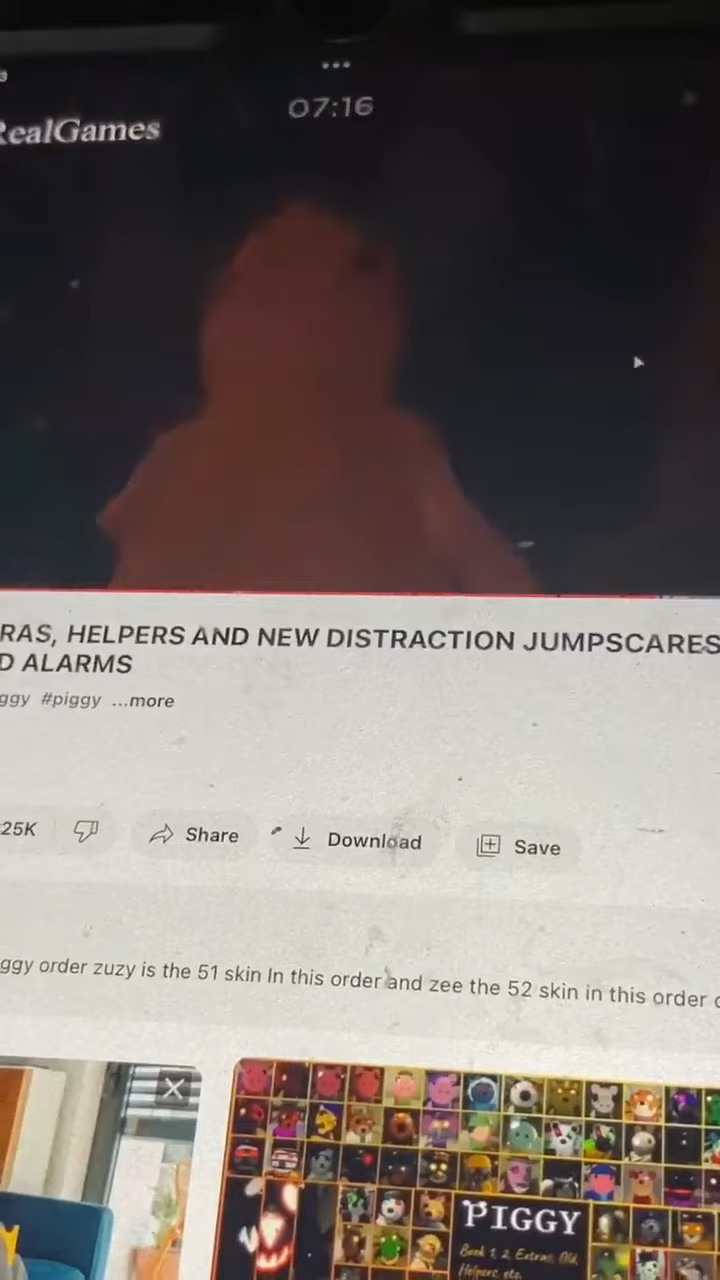 RealGames
07:16
RAS, HELPERS AND NEW DISTRACTION JUMPSCARES
D ALARMS
ggy #piggy ...more
25K
Share
Download
Save
ggy order zuzy is the 51 skin In this order and zee the 52 skin in this order
PIGGY
Book 1, 2, Extras, Old,
Helpers, etc.